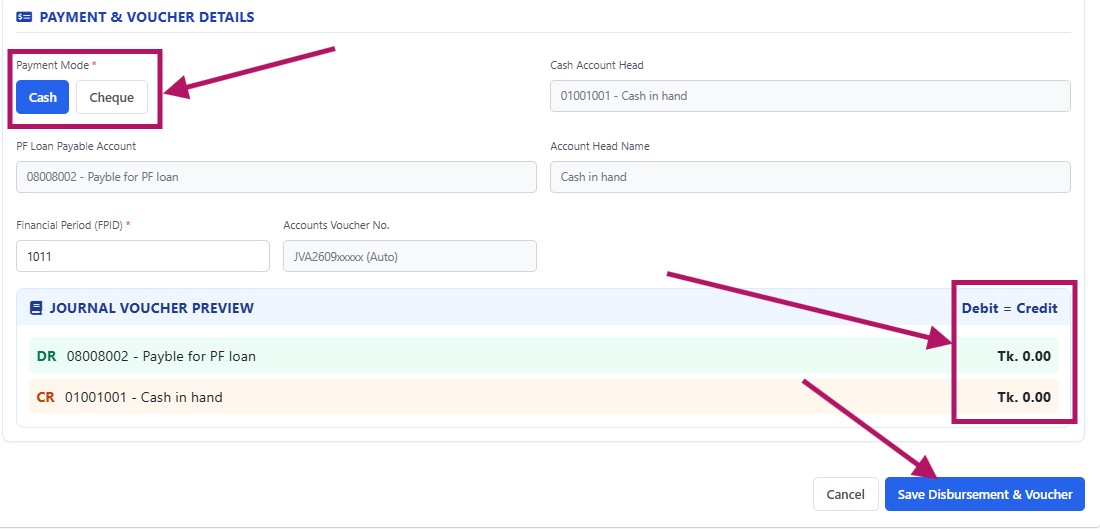 PAYMENT & VOUCHER DETAILS
Payment Mode *
Cash
Cheque
Cash Account Head
01001001 - Cash in hand
PF Loan Payable Account
08008002 - Payble for PF loan
Account Head Name
Cash in hand
Financial Period (FPID) *
1011
Accounts Voucher No.
JVA2609xxxxx (Auto)
JOURNAL VOUCHER PREVIEW
Debit = Credit
DR 08008002 - Payble for PF loan
Tk. 0.00
CR 01001001 - Cash in hand
Tk. 0.00
Cancel
Save Disbursement & Voucher